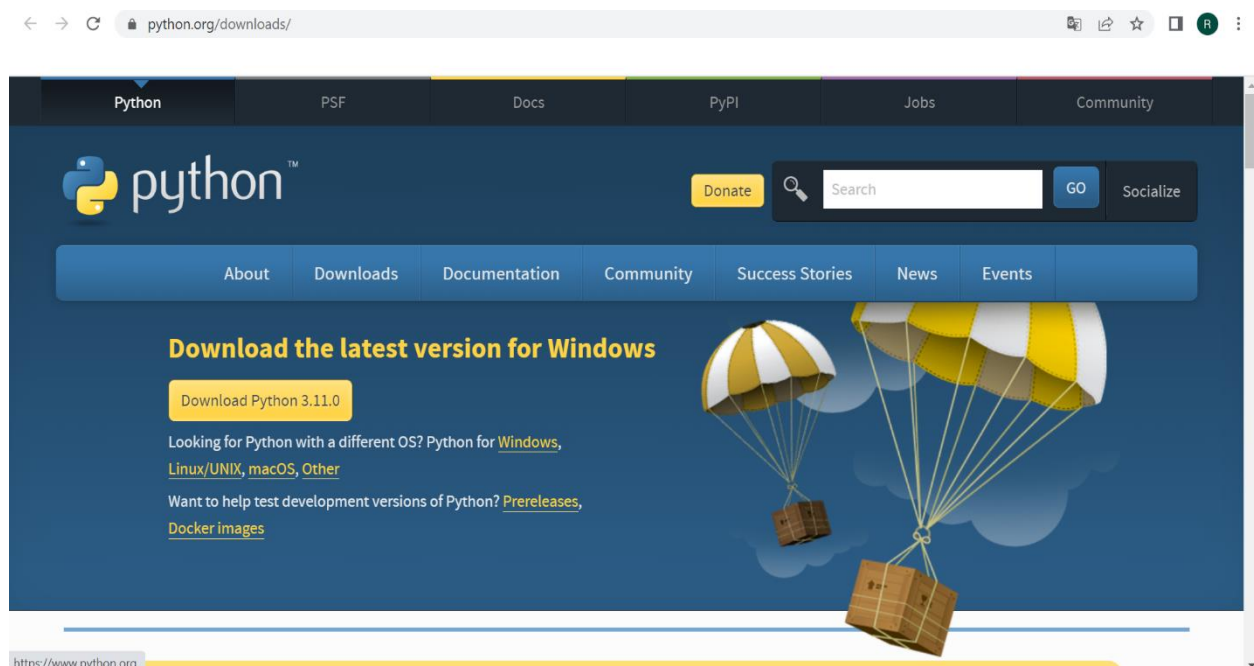 python.org/downloads/
R
Python PSF Docs PyPI Jobs Community
python™
Donate Search GO Socialize
About Downloads Documentation Community Success Stories News Events
Download the latest version for Windows
Download Python 3.11.0
Looking for Python with a different OS? Python for Windows,
Linux/UNIX, macOS, Other
Want to help test development versions of Python? Prereleases,
Docker images
https://www.python.org